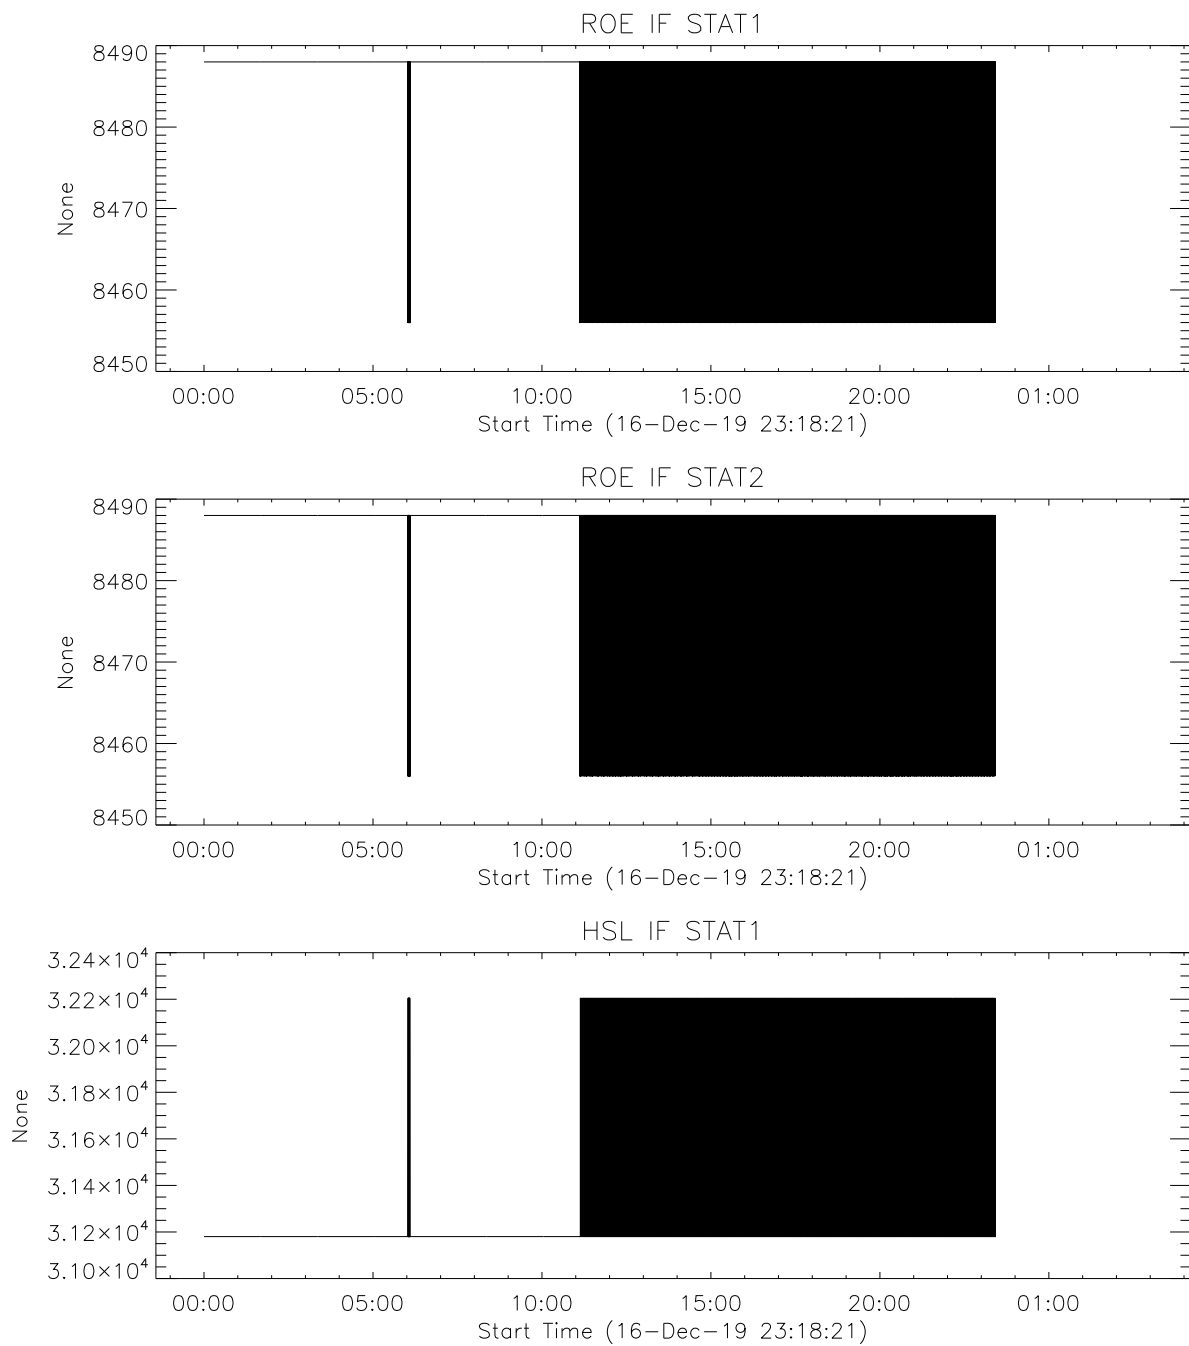 ROE IF STAT1
8490
8480
8470
8460
8450
None
00:00 05:00 10:00 15:00 20:00 01:00
Start Time (16-Dec-19 23:18:21)
ROE IF STAT2
8490
8480
8470
8460
8450
None
00:00 05:00 10:00 15:00 20:00 01:00
Start Time (16-Dec-19 23:18:21)
HSL IF STAT1
3.24×10⁴
3.22×10⁴
3.20×10⁴
3.18×10⁴
3.16×10⁴
3.14×10⁴
3.12×10⁴
3.10×10⁴
None
00:00 05:00 10:00 15:00 20:00 01:00
Start Time (16-Dec-19 23:18:21)